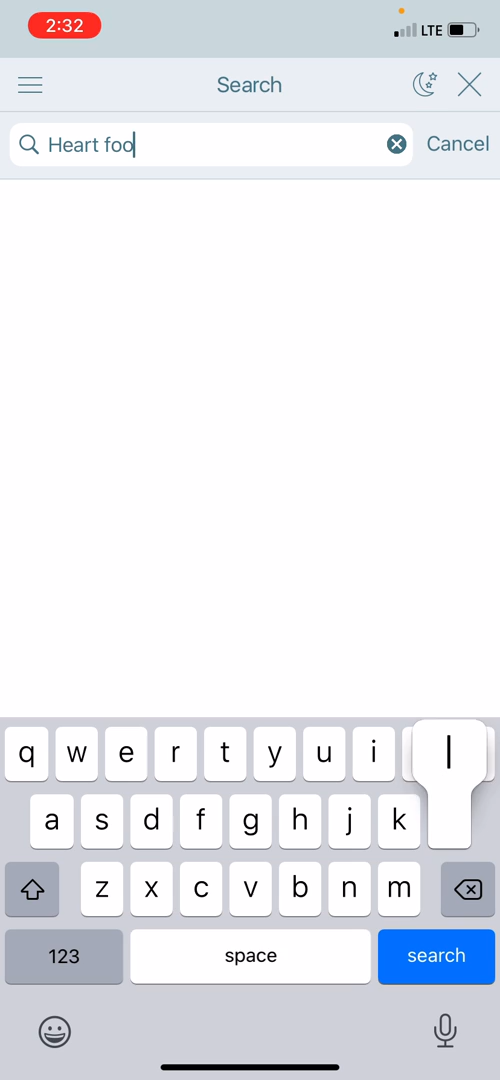 2:32
LTE
Search
Heart foo
Cancel
q w e r t y u i
l
a s d f g h j k
z x c v b n m
123 space search